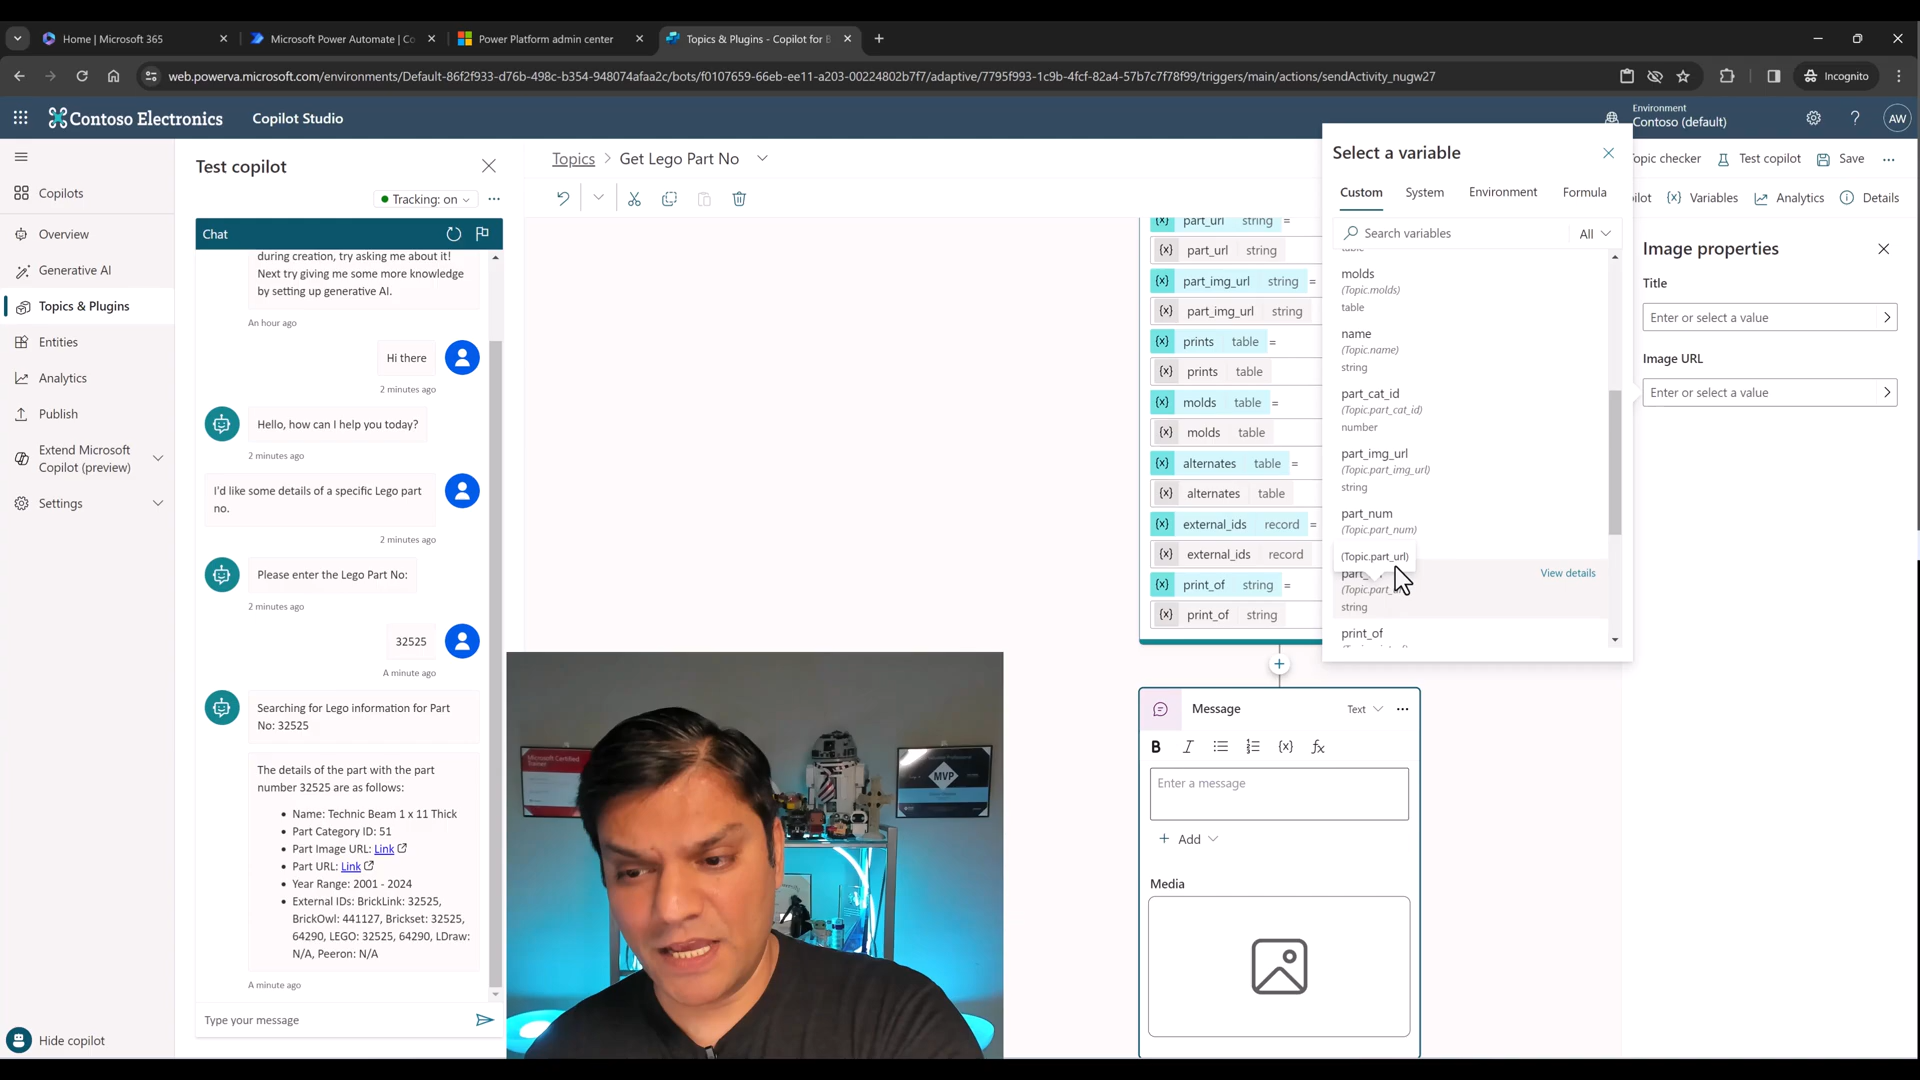 Home | Microsoft 365
Microsoft Power Automate | Co
Power Platform admin center
Topics & Plugins - Copilot for B
web.powerva.microsoft.com/environments/Default-86f2f933-d76b-498c-b354-948074afaa2c/bots/f0107659-66eb-ee11-a203-00224802b7f7/adaptive/7795f993-1c9b-4fcf-82a4-57b7c7f78f99/triggers/main/actions/sendActivity_nugw27
Incognito
Contoso Electronics
Copilot Studio
Environment
Contoso (default)
AW
Copilots
Overview
Generative AI
Topics & Plugins
Entities
Analytics
Publish
Extend Microsoft
Copilot (preview)
Settings
Hide copilot
Test copilot
Tracking: on
Chat
during creation, try asking me about it!
Next try giving me some more knowledge
by setting up generative AI.
An hour ago
Hi there
2 minutes ago
Hello, how can I help you today?
2 minutes ago
I'd like some details of a specific Lego part
no.
2 minutes ago
Please enter the Lego Part No:
2 minutes ago
32525
A minute ago
Searching for Lego information for Part
No: 32525
The details of the part with the part
number 32525 are as follows:
• Name: Technic Beam 1 x 11 Thick
• Part Category ID: 51
• Part Image URL: Link
• Part URL: Link
• Year Range: 2001 - 2024
• External IDs: BrickLink: 32525,
BrickOwl: 441127, Brickset: 32525,
64290, LEGO: 32525, 64290, LDraw:
N/A, Peeron: N/A
A minute ago
Type your message
Topics > Get Lego Part No
opic checker
Test copilot
Save
ilot
{x} Variables
Analytics
Details
{x} part_url string =
{x} part_url string
{x} part_img_url string =
{x} part_img_url string
{x} prints table =
{x} prints table
{x} molds table =
{x} molds table
{x} alternates table =
{x} alternates table
{x} external_ids record =
{x} external_ids record
{x} print_of string =
{x} print_of string
Message
Text
B I {x} fx
Enter a message
+ Add
Media
Microsoft Certified
Trainer
MVP
Select a variable
Custom
System
Environment
Formula
Search variables
All
molds
(Topic.molds)
table
name
(Topic.name)
string
part_cat_id
(Topic.part_cat_id)
number
part_img_url
(Topic.part_img_url)
string
part_num
(Topic.part_num)
(Topic.part_url)
View details
string
print_of
Image properties
Title
Enter or select a value
Image URL
Enter or select a value